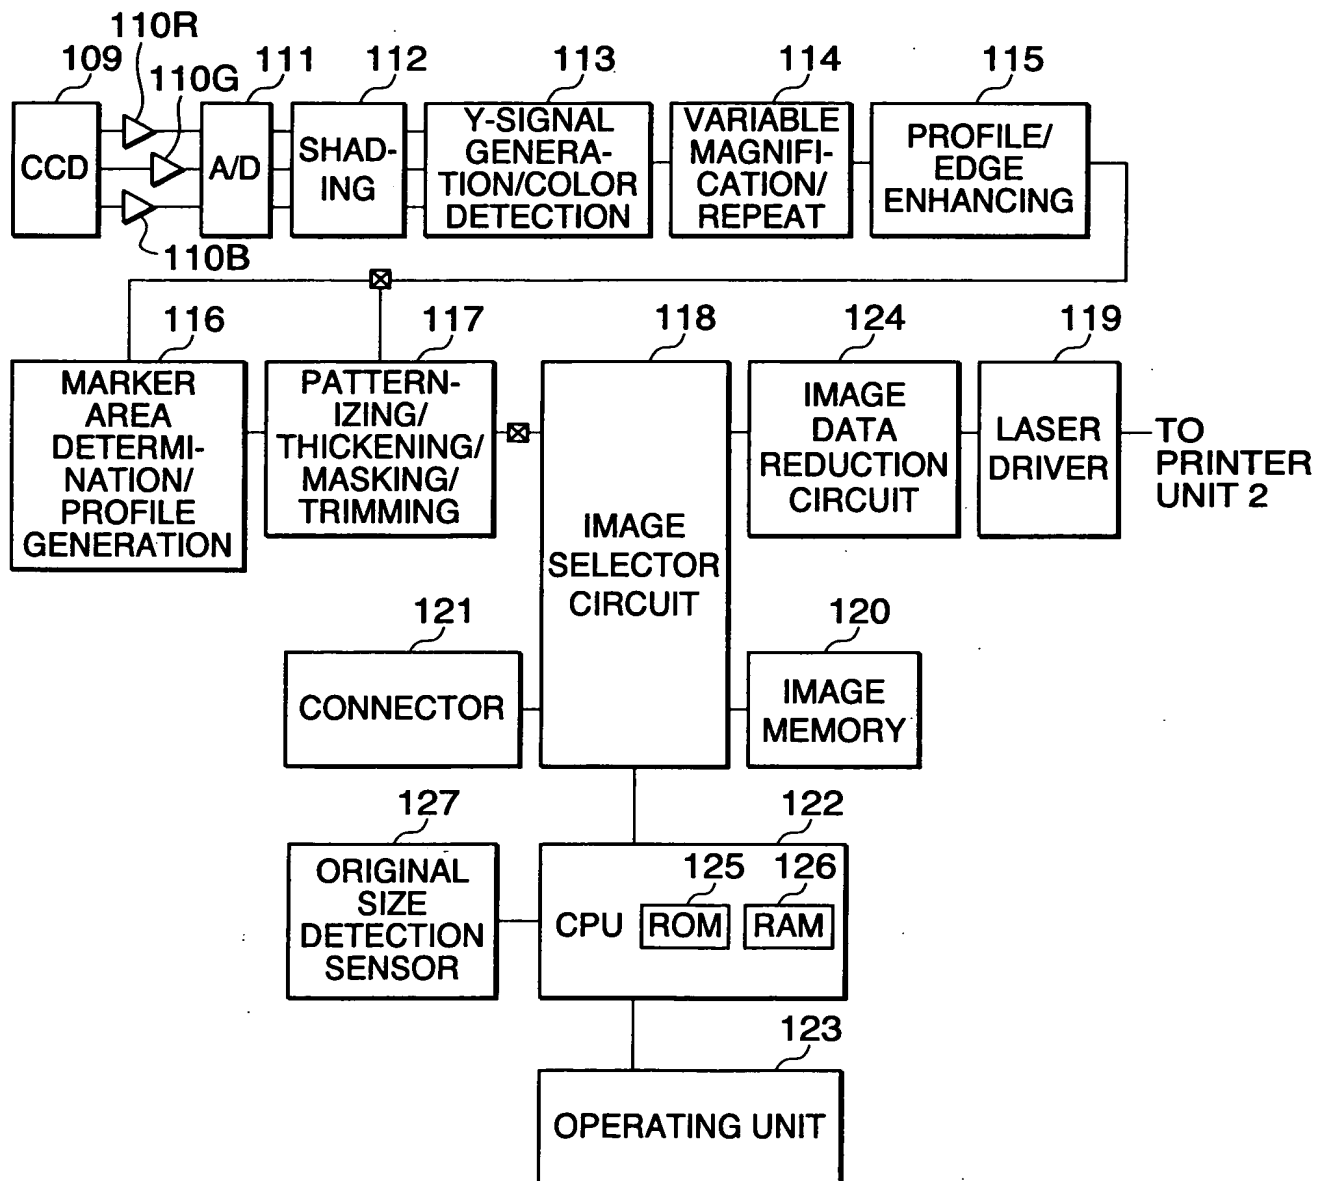 110R
109
110G
111
112
113
114
115
CCD
A/D
SHAD-
ING
Y-SIGNAL
GENERA-
TION/COLOR
DETECTION
VARIABLE
MAGNIFI-
CATION/
REPEAT
PROFILE/
EDGE
ENHANCING
110B
116
117
118
124
119
MARKER
AREA
DETERMI-
NATION/
PROFILE
GENERATION
PATTERN-
IZING/
THICKENING/
MASKING/
TRIMMING
IMAGE
SELECTOR
CIRCUIT
IMAGE
DATA
REDUCTION
CIRCUIT
LASER
DRIVER
TO
PRINTER
UNIT 2
121
120
CONNECTOR
IMAGE
MEMORY
127
122
ORIGINAL
SIZE
DETECTION
SENSOR
CPU
125
ROM
126
RAM
123
OPERATING UNIT